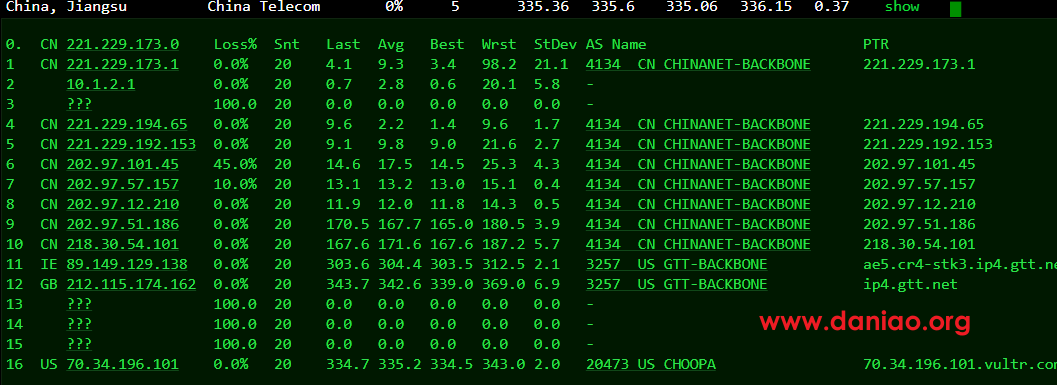 China, Jiangsu China Telecom 0% 5 335.36 335.6 335.06 336.15 0.37 show
0. CN 221.229.173.0 Loss% Snt Last Avg Best Wrst StDev AS Name PTR
1 CN 221.229.173.1 0.0% 20 4.1 9.3 3.4 98.2 21.1 4134 CN CHINANET-BACKBONE 221.229.173.1
2 10.1.2.1 0.0% 20 0.7 2.8 0.6 20.1 5.8 -
3 ??? 100.0 20 0.0 0.0 0.0 0.0 0.0 -
4 CN 221.229.194.65 0.0% 20 9.6 2.2 1.4 9.6 1.7 4134 CN CHINANET-BACKBONE 221.229.194.65
5 CN 221.229.192.153 0.0% 20 9.1 9.8 9.0 21.6 2.7 4134 CN CHINANET-BACKBONE 221.229.192.153
6 CN 202.97.101.45 45.0% 20 14.6 17.5 14.5 25.3 4.3 4134 CN CHINANET-BACKBONE 202.97.101.45
7 CN 202.97.57.157 10.0% 20 13.1 13.2 13.0 15.1 0.4 4134 CN CHINANET-BACKBONE 202.97.57.157
8 CN 202.97.12.210 0.0% 20 11.9 12.0 11.8 14.3 0.5 4134 CN CHINANET-BACKBONE 202.97.12.210
9 CN 202.97.51.186 0.0% 20 170.5 167.7 165.0 180.5 3.9 4134 CN CHINANET-BACKBONE 202.97.51.186
10 CN 218.30.54.101 0.0% 20 167.6 171.6 167.6 187.2 5.7 4134 CN CHINANET-BACKBONE 218.30.54.101
11 IE 89.149.129.138 0.0% 20 303.6 304.4 303.5 312.5 2.1 3257 US GTT-BACKBONE ae5.cr4-stk3.ip4.gtt.ne
12 GB 212.115.174.162 0.0% 20 343.7 342.6 339.0 369.0 6.9 3257 US GTT-BACKBONE ip4.gtt.net
13 ??? 100.0 20 0.0 0.0 0.0 0.0 0.0 -
14 ??? 100.0 20 0.0 0.0 0.0 0.0 0.0 -
www.daniao.org
15 ??? 100.0 20 0.0 0.0 0.0 0.0 0.0 -
16 US 70.34.196.101 0.0% 20 334.7 335.2 334.5 343.0 2.0 20473 US CHOOPA 70.34.196.101.vultr.com